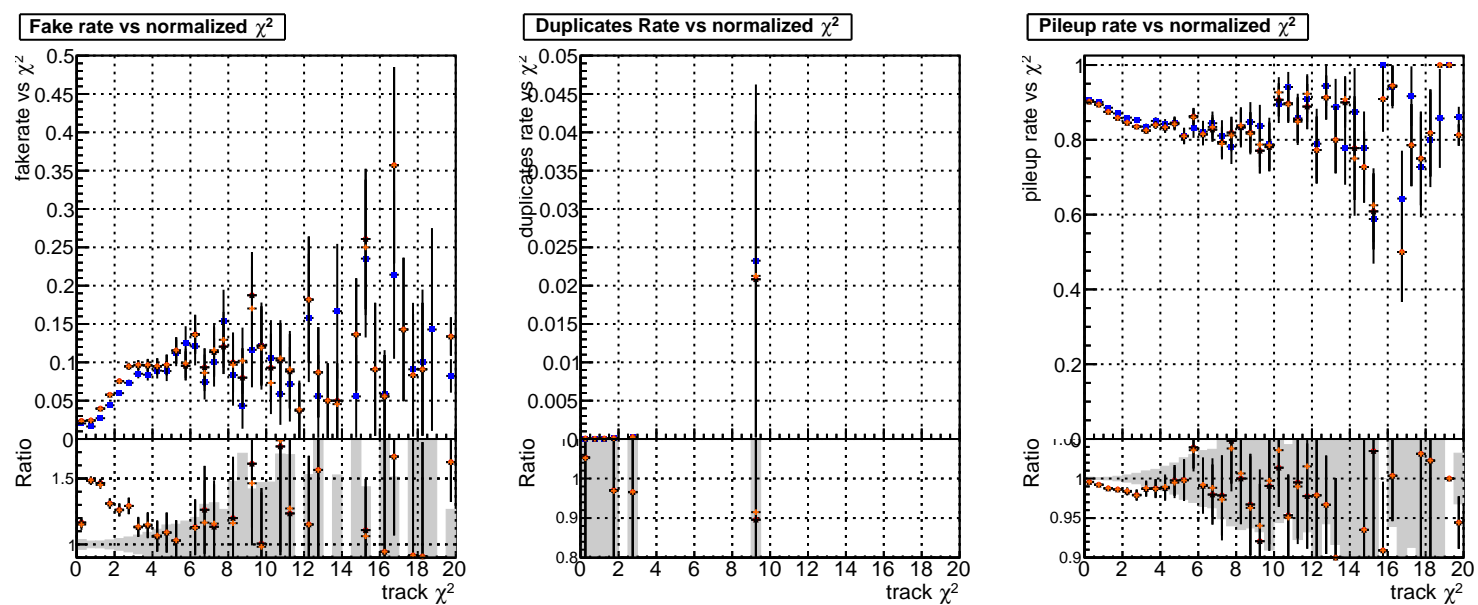 Fake rate vs normalized χ²
fakerate vs χ²
0.5
0.45
0.4
0.35
0.3
0.25
0.2
0.15
0.1
0.05
0
Ratio
1.5
1
0 2 4 6 8 10 12 14 16 18 20
track χ²
Duplicates Rate vs normalized χ²
duplicates rate vs χ²
0.05
0.045
0.04
0.035
0.03
0.025
0.02
0.015
0.01
0.005
0
Ratio
1
0.9
0.8
0 2 4 6 8 10 12 14 16 18 20
track χ²
Pileup rate vs normalized χ²
pileup rate vs χ²
1
0.8
0.6
0.4
0.2
Ratio
1
0.95
0.9
0 2 4 6 8 10 12 14 16 18 20
track χ²